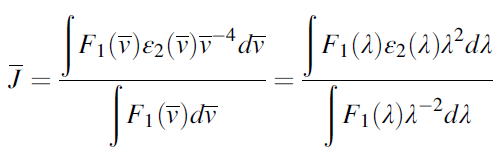 J̅ = ∫F₁(v̅)ε₂(v̅)v̅⁻⁴dv̅ / ∫F₁(v̅)dv̅ = ∫F₁(λ)ε₂(λ)λ²dλ / ∫F₁(λ)λ⁻²dλ